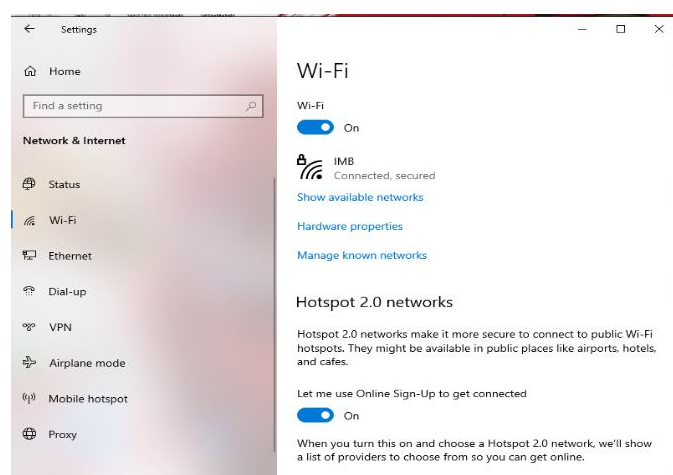 Settings
Home
Find a setting
Network & Internet
Status
Wi-Fi
Ethernet
Dial-up
VPN
Airplane mode
Mobile hotspot
Proxy
Wi-Fi
Wi-Fi
On
IMB
Connected, secured
Show available networks
Hardware properties
Manage known networks
Hotspot 2.0 networks
Hotspot 2.0 networks make it more secure to connect to public Wi-Fi
hotspots. They might be available in public places like airports, hotels,
and cafes.
Let me use Online Sign-Up to get connected
On
When you turn this on and choose a Hotspot 2.0 network, we'll show
a list of providers to choose from so you can get online.